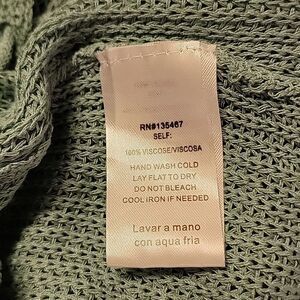 RN#135467
SELF:
100% VISCOSE/VISCOSA
HAND WASH COLD
LAY FLAT TO DRY
DO NOT BLEACH
COOL IRON IF NEEDED
Lavar a mano
con aqua fria